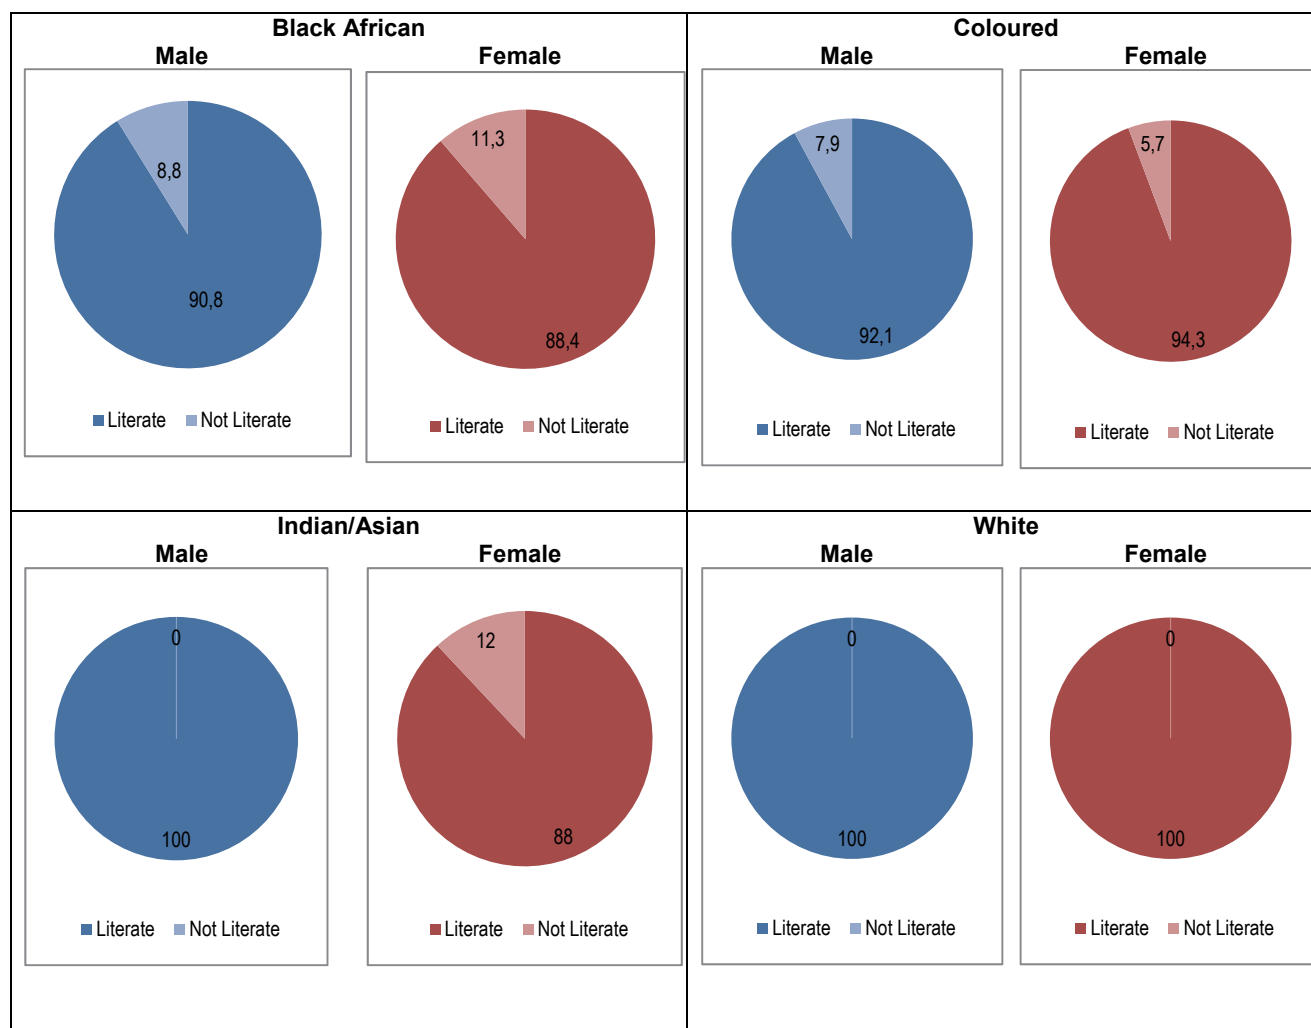 Black African
Male Female
8,8
90,8
Literate Not Literate
11,3
88,4
Literate Not Literate
Coloured
Male Female
7,9
92,1
Literate Not Literate
5,7
94,3
Literate Not Literate
Indian/Asian
Male Female
0
100
Literate Not Literate
12
88
Literate Not Literate
White
Male Female
0
100
Literate Not Literate
0
100
Literate Not Literate